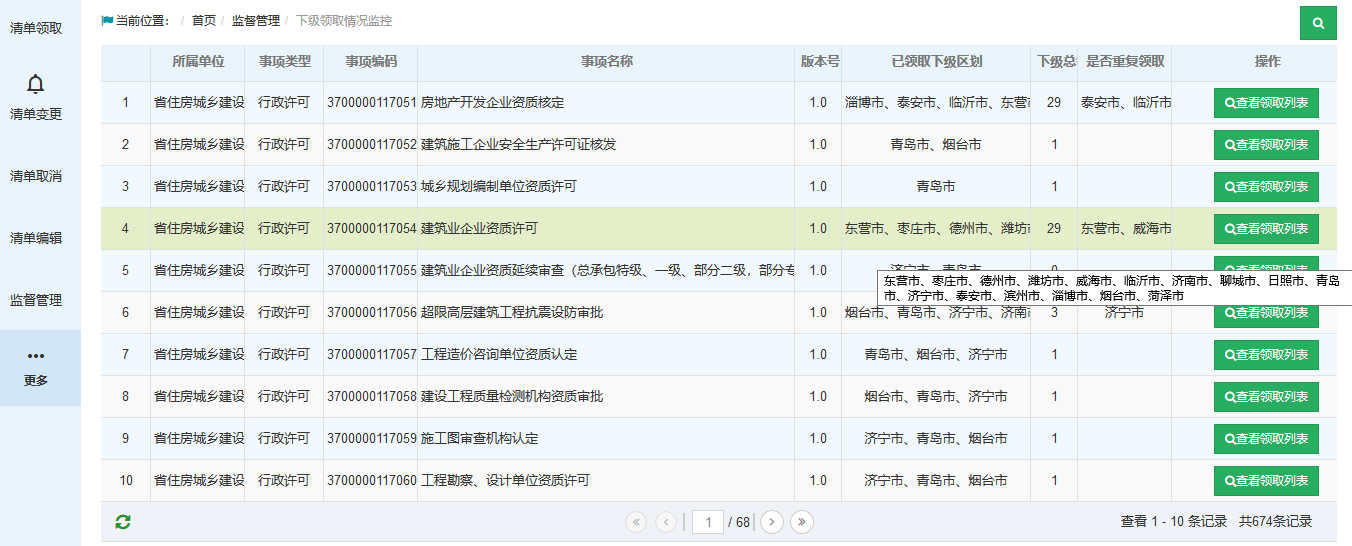 清单领取
清单变更
清单取消
清单编辑
监督管理
更多
当前位置： / 首页 / 监督管理 / 下级领取情况监控
所属单位 事项类型 事项编码 事项名称 版本号 已领取下级区划 下级总 是否重复领取 操作
1 省住房城乡建设 行政许可 3700000117051 房地产开发企业资质核定 1.0 淄博市、泰安市、临沂市、东营 29 泰安市、临沂市 查看领取列表
2 省住房城乡建设 行政许可 3700000117052 建筑施工企业安全生产许可证核发 1.0 青岛市、烟台市 1 查看领取列表
3 省住房城乡建设 行政许可 3700000117053 城乡规划编制单位资质许可 1.0 青岛市 1 查看领取列表
4 省住房城乡建设 行政许可 3700000117054 建筑业企业资质许可 1.0 东营市、枣庄市、德州市、潍坊 29 东营市、威海市 查看领取列表
5 省住房城乡建设 行政许可 3700000117055 建筑业企业资质延续审查（总承包特级、一级、部分二级，部分专 1.0
东营市、枣庄市、德州市、潍坊市、威海市、临沂市、济南市、聊城市、日照市、青岛
市、济宁市、泰安市、滨州市、淄博市、烟台市、菏泽市
6 省住房城乡建设 行政许可 3700000117056 超限高层建筑工程抗震设防审批 1.0 烟台市、青岛市、济宁市、济南 3 济宁市 查看领取列表
7 省住房城乡建设 行政许可 3700000117057 工程造价咨询单位资质认定 1.0 青岛市、烟台市、济宁市 1 查看领取列表
8 省住房城乡建设 行政许可 3700000117058 建设工程质量检测机构资质审批 1.0 烟台市、青岛市、济宁市 1 查看领取列表
9 省住房城乡建设 行政许可 3700000117059 施工图审查机构认定 1.0 济宁市、青岛市、烟台市 1 查看领取列表
10 省住房城乡建设 行政许可 3700000117060 工程勘察、设计单位资质许可 1.0 济宁市、青岛市、烟台市 1 查看领取列表
1 / 68 查看 1 - 10 条记录 共674条记录